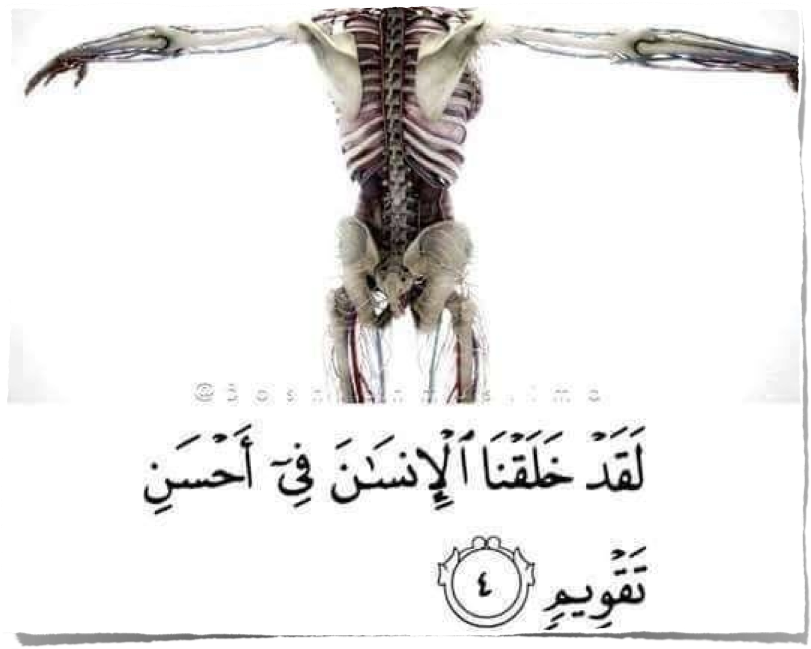 لَقَدْ خَلَقْنَا ٱلْإِنسَٰنَ فِىٓ أَحْسَنِ
تَقْوِيمٍ ٤